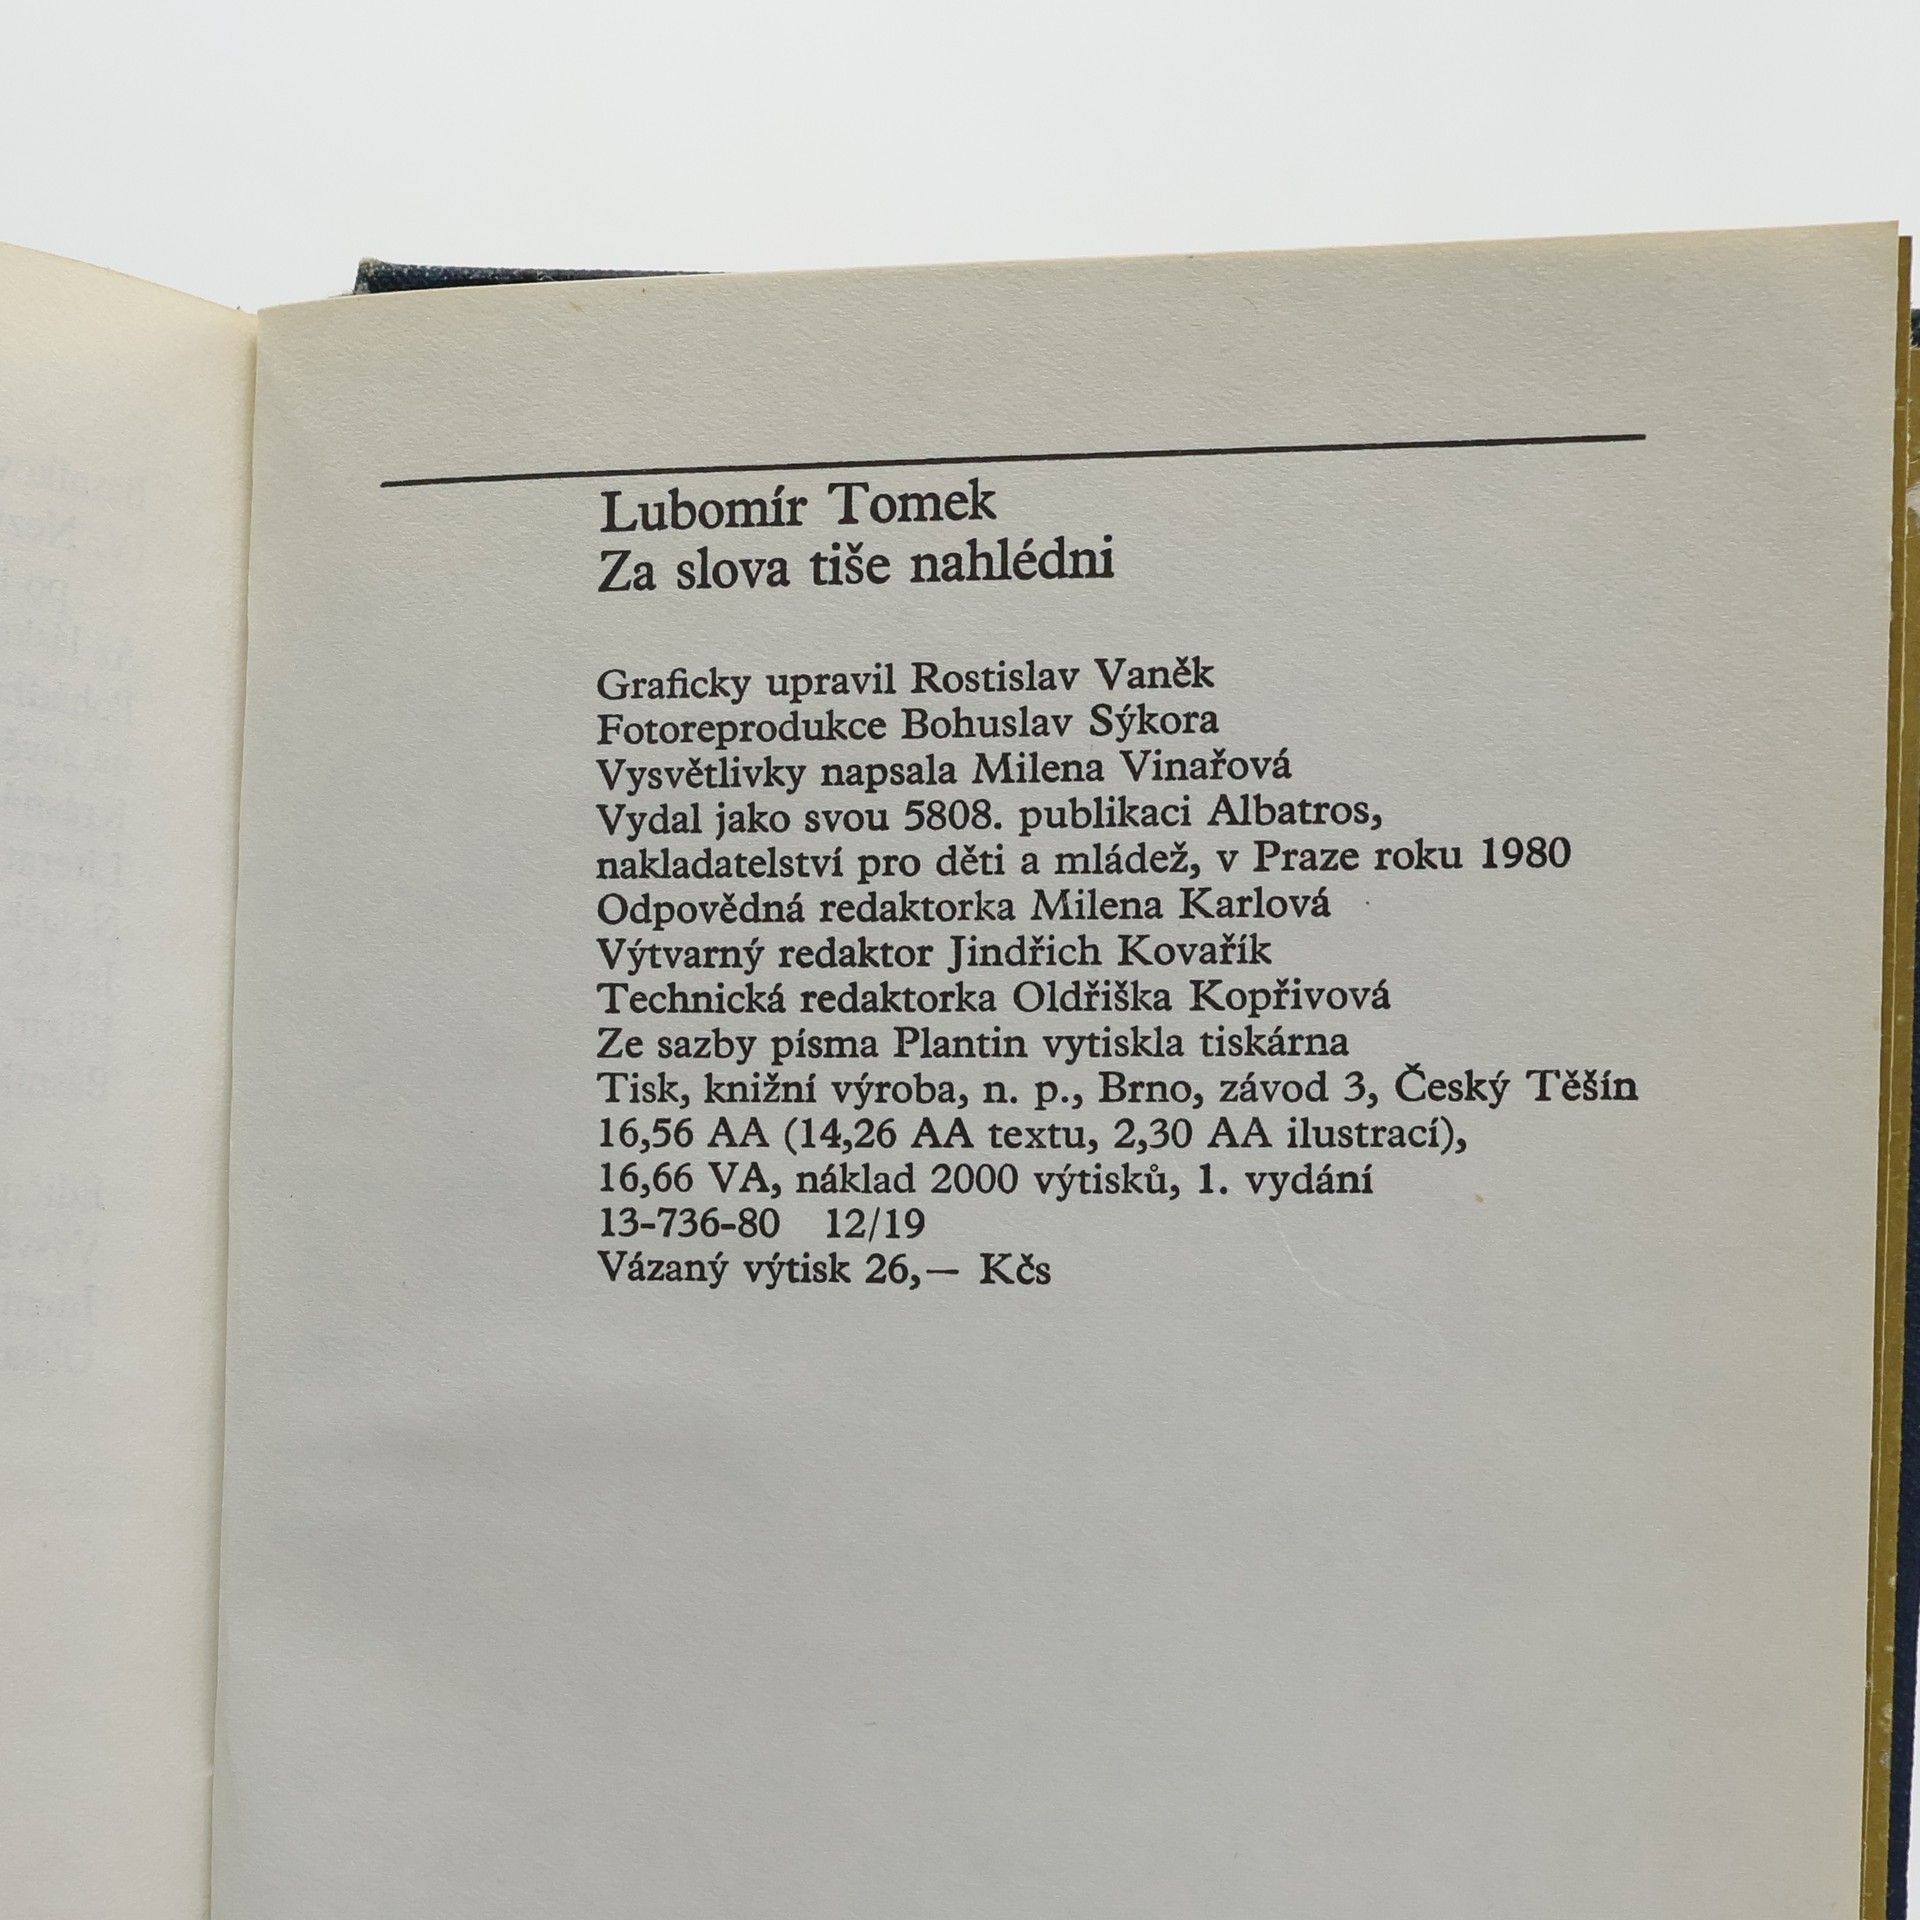 Lubomír Tomek
Za slova tiše nahlédni
Graficky upravil Rostislav Vaněk
Fotoreprodukce Bohuslav Sýkora
Vysvětlivky napsala Milena Vinařová
Vydal jako svou 5808. publikaci Albatros,
nakladatelství pro děti a mládež, v Praze roku 1980
Odpovědná redaktorka Milena Karlová
Výtvarný redaktor Jindřich Kovařík
Technická redaktorka Oldřiška Kopřivová
Ze sazby písma Plantin vytiskla tiskárna
Tisk, knižní výroba, n. p., Brno, závod 3, Český Těšín
16,56 AA (14,26 AA textu, 2,30 AA ilustrací),
16,66 VA, náklad 2000 výtisků, 1. vydání
13-736-80 12/19
Vázaný výtisk 26,— Kčs